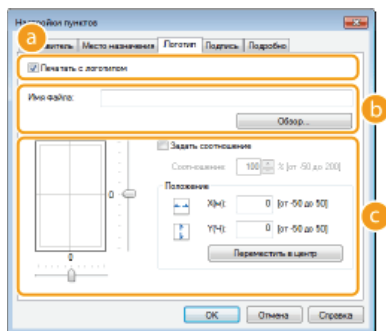 Настройки пунктов
a
витель Место назначения Логотип Подпись Подробно
Печатать с логотипом
b
Имя файла:
Обзор...
c
Задать соотношение
Соотношение: 100 % [от -50 до 200]
Положение
X(М): 0 [от -50 до 50]
Y(Ч): 0 [от -50 до 50]
Переместить в центр
0
0
OK Отмена Справка